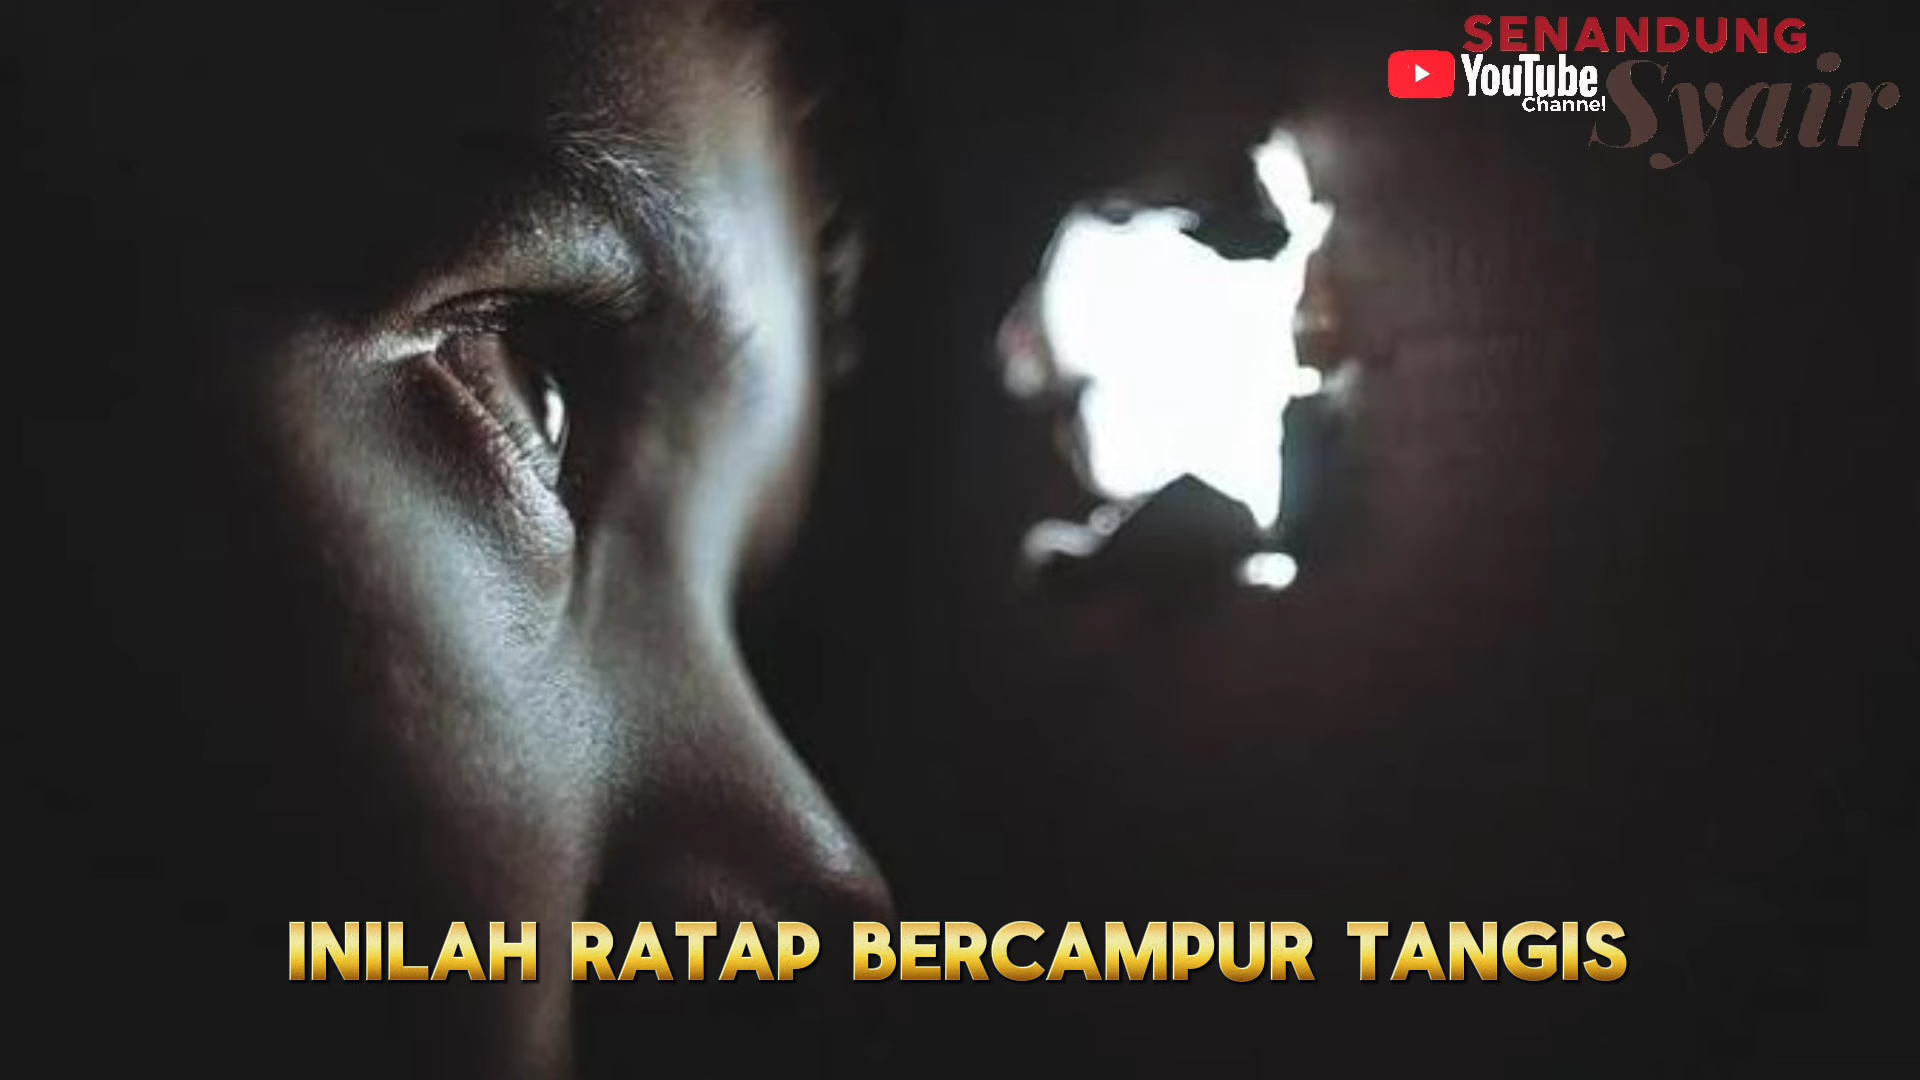 SENANDUNG
YouTube
Channel
Syair
INILAH RATAP BERCAMPUR TANGIS